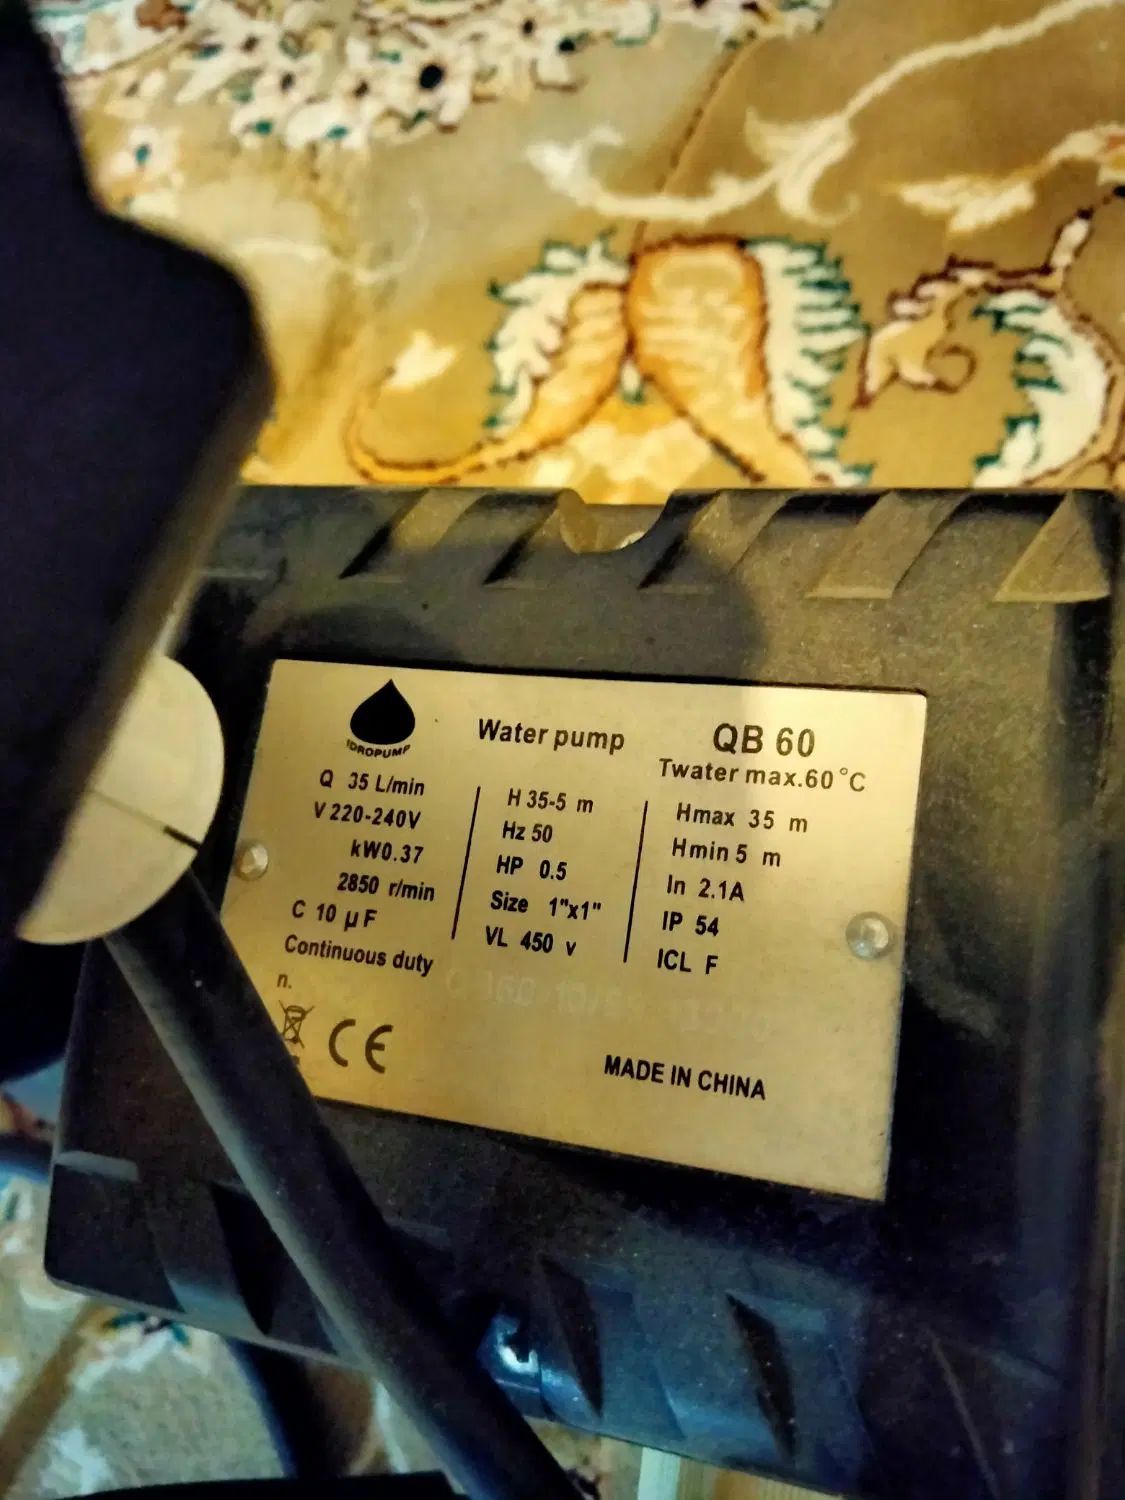 IDROPUMP
Water pump
QB 60
Twater max.60°C
Q 35 L/min
V 220-240V
kW0.37
2850 r/min
C 10 µF
Continuous duty
n.
H 35-5 m
Hz 50
HP 0.5
Size 1"x1"
VL 450 v
Hmax 35 m
Hmin 5 m
In 2.1A
IP 54
ICL F
CE
MADE IN CHINA